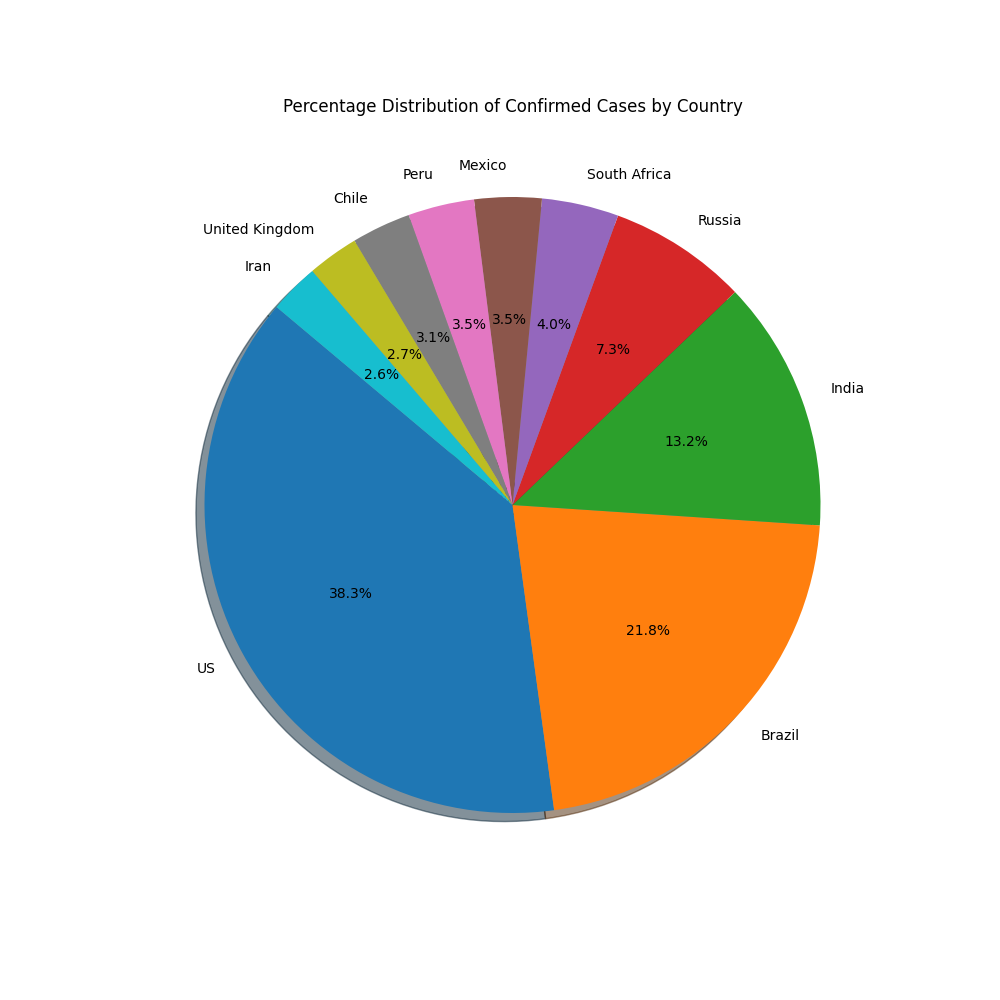 Percentage Distribution of Confirmed Cases by Country
Mexico
Peru
South Africa
Chile
Russia
United Kingdom
Iran
3.5%
3.5%
4.0%
3.1%
7.3%
2.7%
2.6%
India
13.2%
38.3%
21.8%
US
Brazil